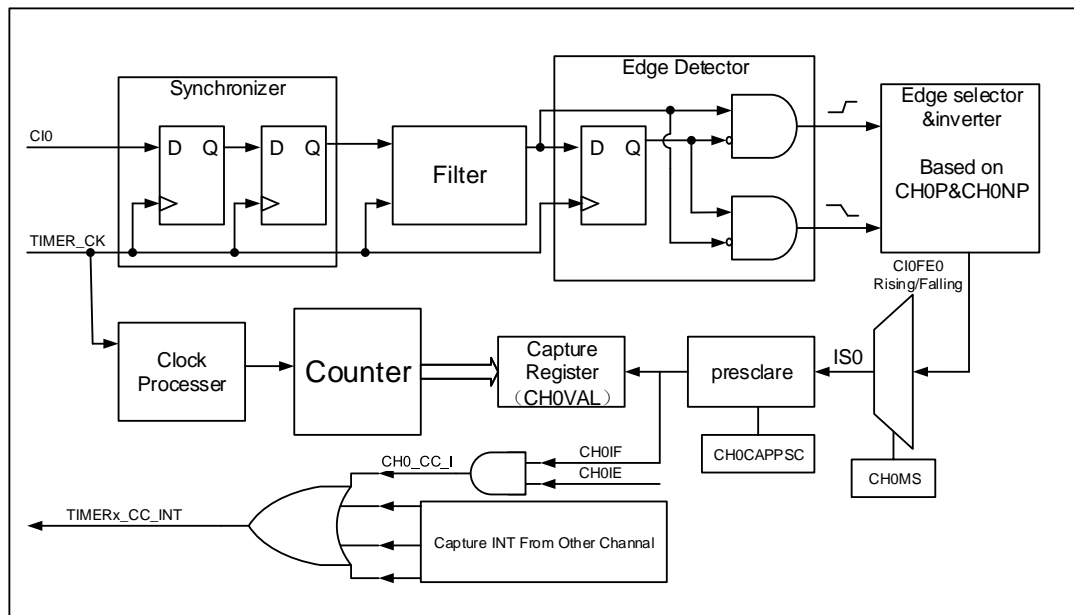 Synchronizer
Edge Detector
CI0
D Q
D Q
Filter
D Q
Edge selector
&inverter
Based on
CH0P&CH0NP
TIMER_CK
CI0FE0
Rising/Falling
Clock
Processer
Counter
Capture
Register
（CH0VAL）
presclare
IS0
CH0CAPPSC
CH0MS
CH0_CC_I
CH0IF
CH0IE
TIMERx_CC_INT
Capture INT From Other Channal